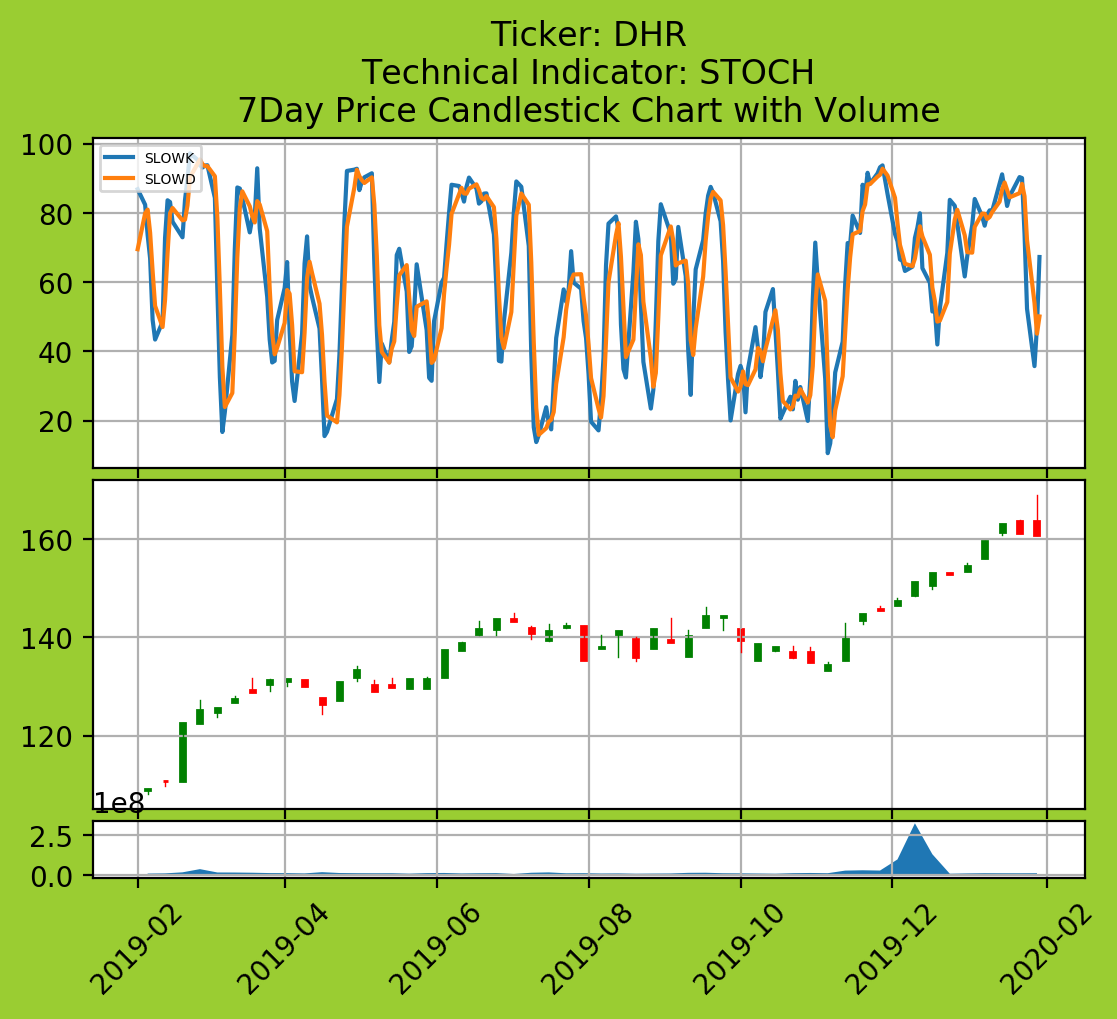 Ticker: DHR
Technical Indicator: STOCH
7Day Price Candlestick Chart with Volume
100
80
60
40
20
SLOWK
SLOWD
160
140
120
1e8
2.5
0.0
2019-02
2019-04
2019-06
2019-08
2019-10
2019-12
2020-02